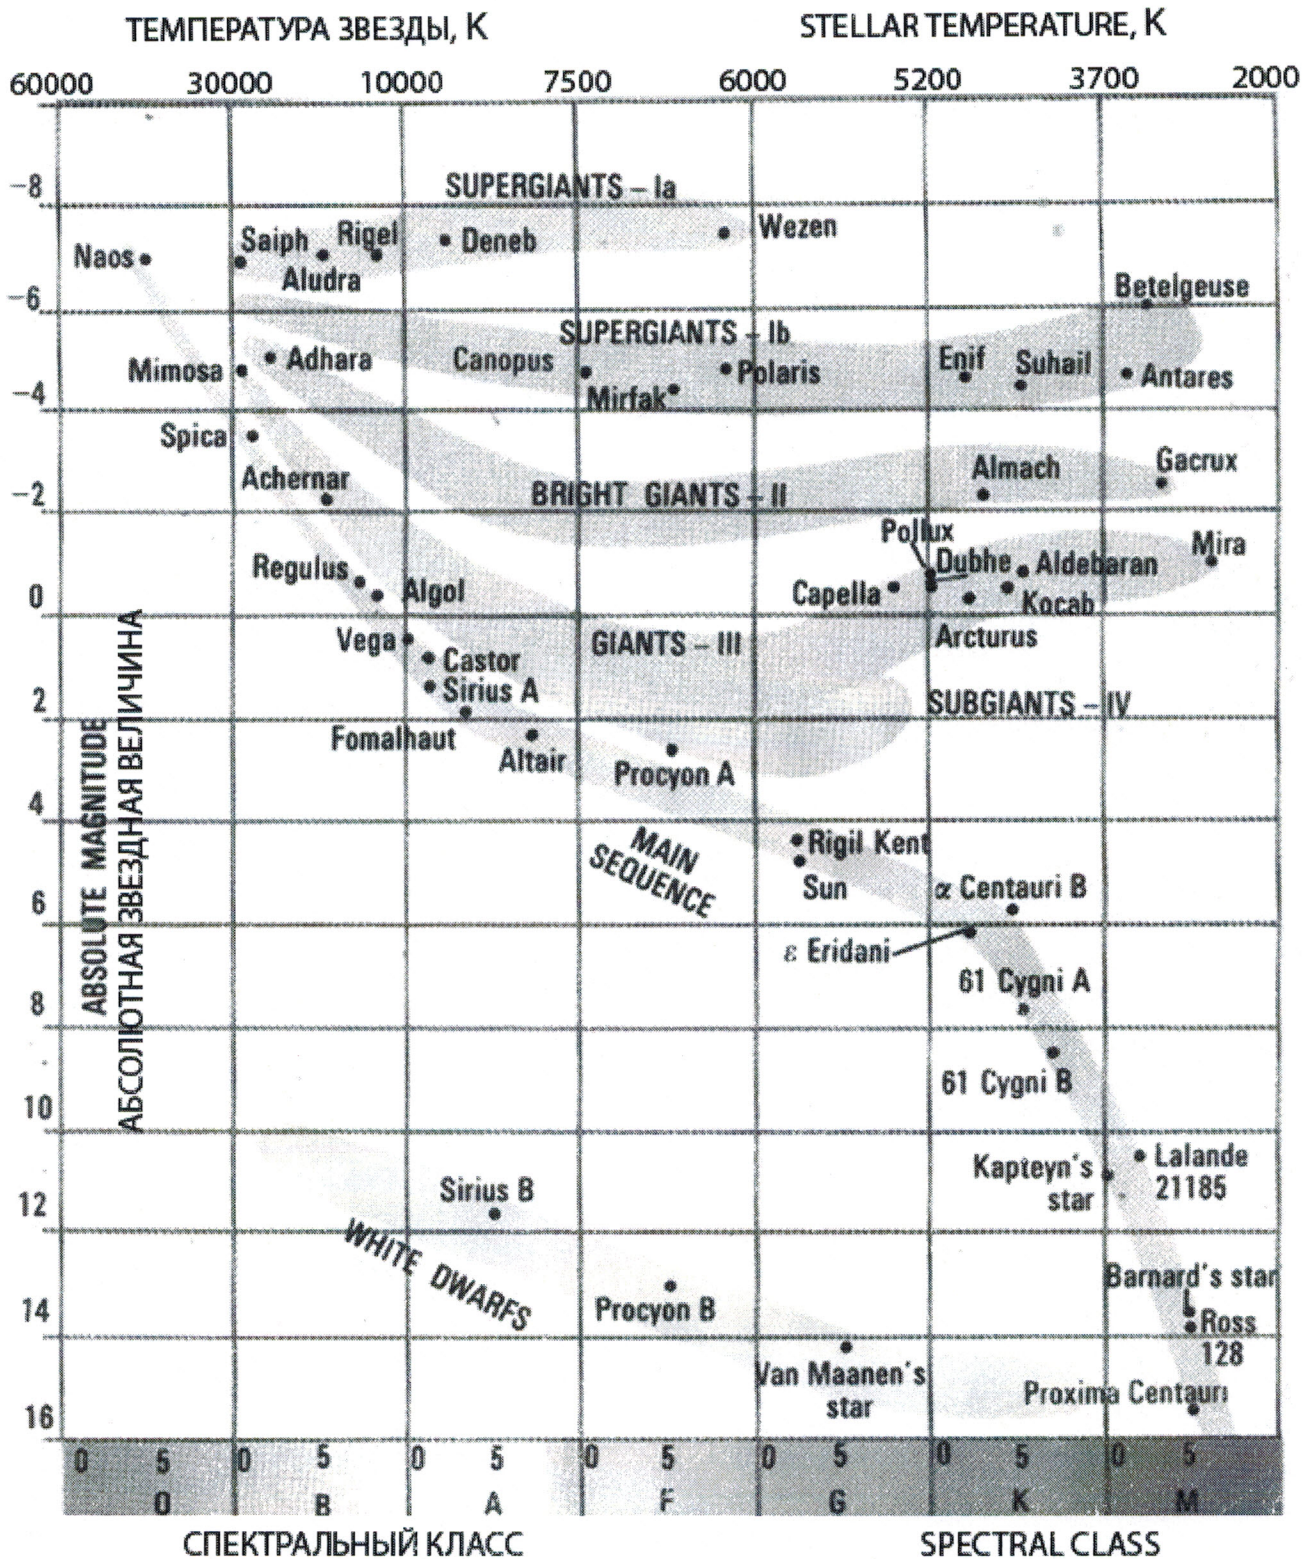 ТЕМПЕРАТУРА ЗВЕЗДЫ, К STELLAR TEMPERATURE, K
60000 30000 10000 7500 6000 5200 3700 2000
-8
SUPERGIANTS - Ia
Saiph Rigel Deneb Wezen
Naos
Aludra
Betelgeuse
-6
SUPERGIANTS - Ib
Adhara Canopus Enif Suhail
Mimosa Polaris Antares
Mirfak
-4
Spica
Gacrux
Almach
Achernar
-2
BRIGHT GIANTS - II
Pollux
Mira
Dubhe Aldebaran
Regulus
Algol Capella Kocab
0
Vega GIANTS - III Arcturus
Castor
Sirius A
2
SUBGIANTS - IV
Fomalhaut
Altair Procyon A
4
MAIN
SEQUENCE
Rigil Kent
Sun α Centauri B
6
ε Eridani
61 Cygni A
8
ABSOLUTE MAGNITUDE
АБСОЛЮТНАЯ ЗВЕЗДНАЯ ВЕЛИЧИНА
61 Cygni B
10
Kapteyn's
star
Lalande
21185
Sirius B
12
WHITE DWARFS
Barnard's star
Procyon B
14
Ross
128
Van Maanen's
star
Proxima Centauri
16
0 5 0 5 0 5 0 5 0 5 0 5 0 5
O B A F G K M
СПЕКТРАЛЬНЫЙ КЛАСС SPECTRAL CLASS